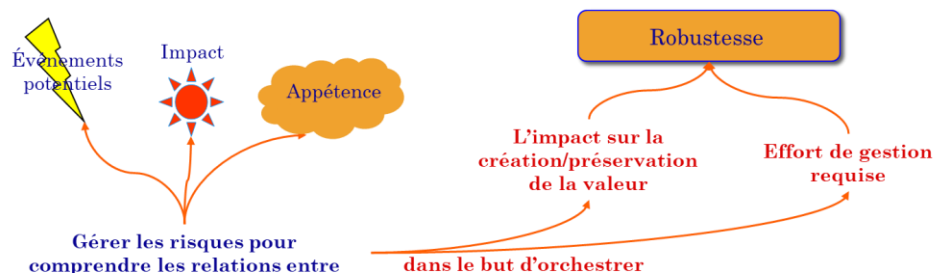 Événements
potentiels
Impact
Appétence
Gérer les risques pour
comprendre les relations entre
dans le but d'orchestrer
L'impact sur la
création/préservation
de la valeur
Effort de gestion
requise
Robustesse